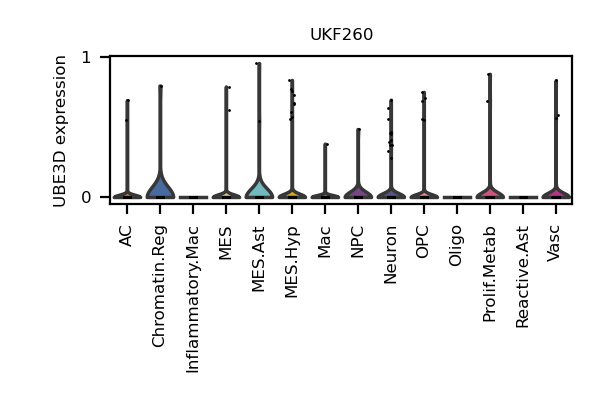 UKF260
UBE3D expression
1
0
AC
Chromatin.Reg
Inflammatory.Mac
MES
MES.Ast
MES.Hyp
Mac
NPC
Neuron
OPC
Oligo
Prolif.Metab
Reactive.Ast
Vasc